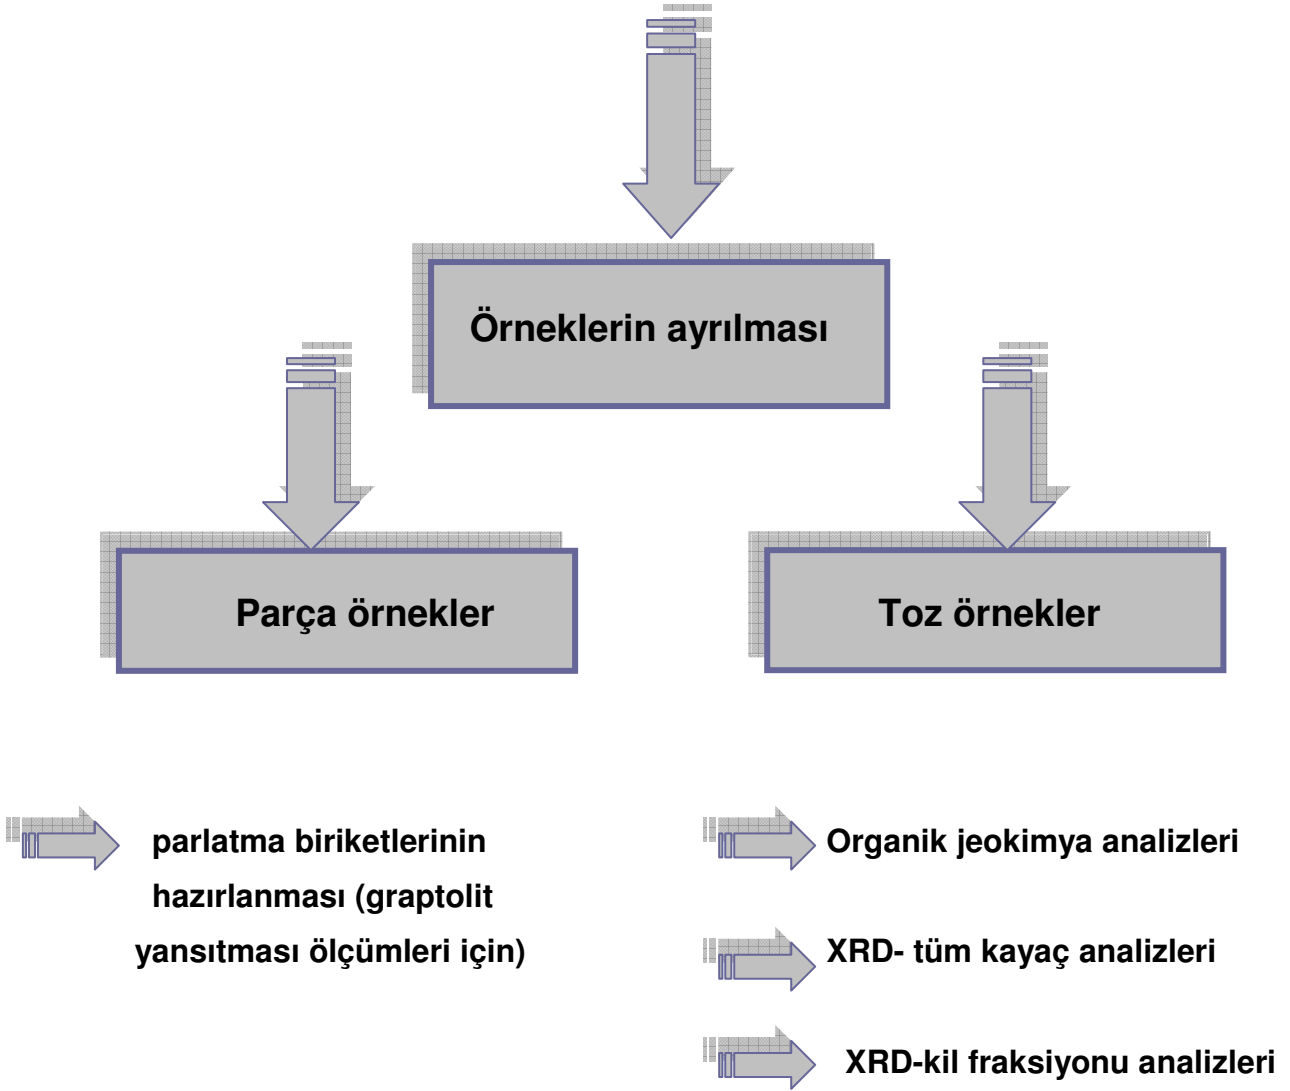 Örneklerin ayrılması
Parça örnekler
Toz örnekler
parlatma biriketlerinin
hazırlanması (graptolit
yansıtması ölçümleri için)
Organik jeokimya analizleri
XRD- tüm kayaç analizleri
XRD-kil fraksiyonu analizleri